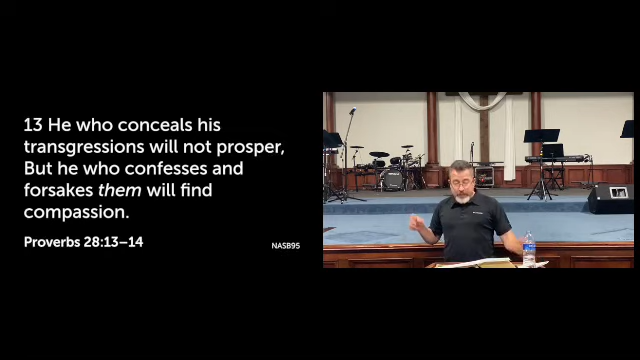 13 He who conceals his
transgressions will not prosper,
But he who confesses and
forsakes them will find
compassion.
Proverbs 28:13–14
NASB95